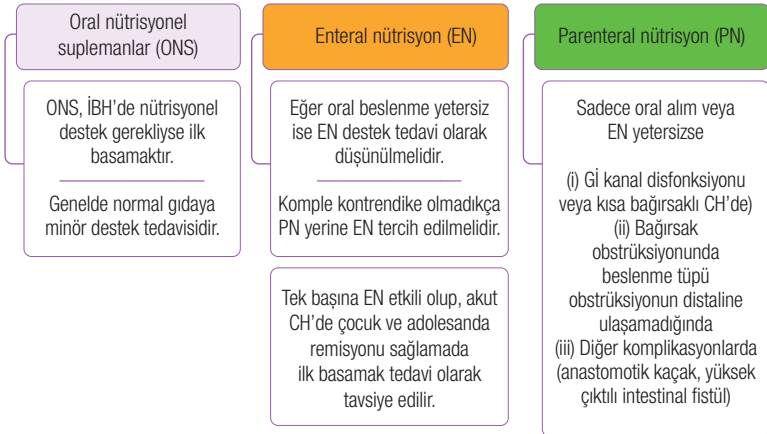 Oral nütrisyonel
suplemanlar (ONS)
ONS, İBH'de nütrisyonel
destek gerekliyse ilk
basamaktır.
Genelde normal gıdaya
minör destek tedavisidir.
Enteral nütrisyon (EN)
Eğer oral beslenme yetersiz
ise EN destek tedavi olarak
düşünülmelidir.
Komple kontrendike olmadıkça
PN yerine EN tercih edilmelidir.
Tek başına EN etkili olup, akut
CH'de çocuk ve adolesanda
remisyonu sağlamada
ilk basamak tedavi olarak
tavsiye edilir.
Parenteral nütrisyon (PN)
Sadece oral alım veya
EN yetersizse
(i) Gİ kanal disfonksiyonu
veya kısa bağırsaklı CH'de)
(ii) Bağırsak
obstrüksiyonunda
beslenme tüpü
obstrüksiyonun distaline
ulaşamadığında
(iii) Diğer komplikasyonlarda
(anastomotik kaçak, yüksek
çıktılı intestinal fistül)